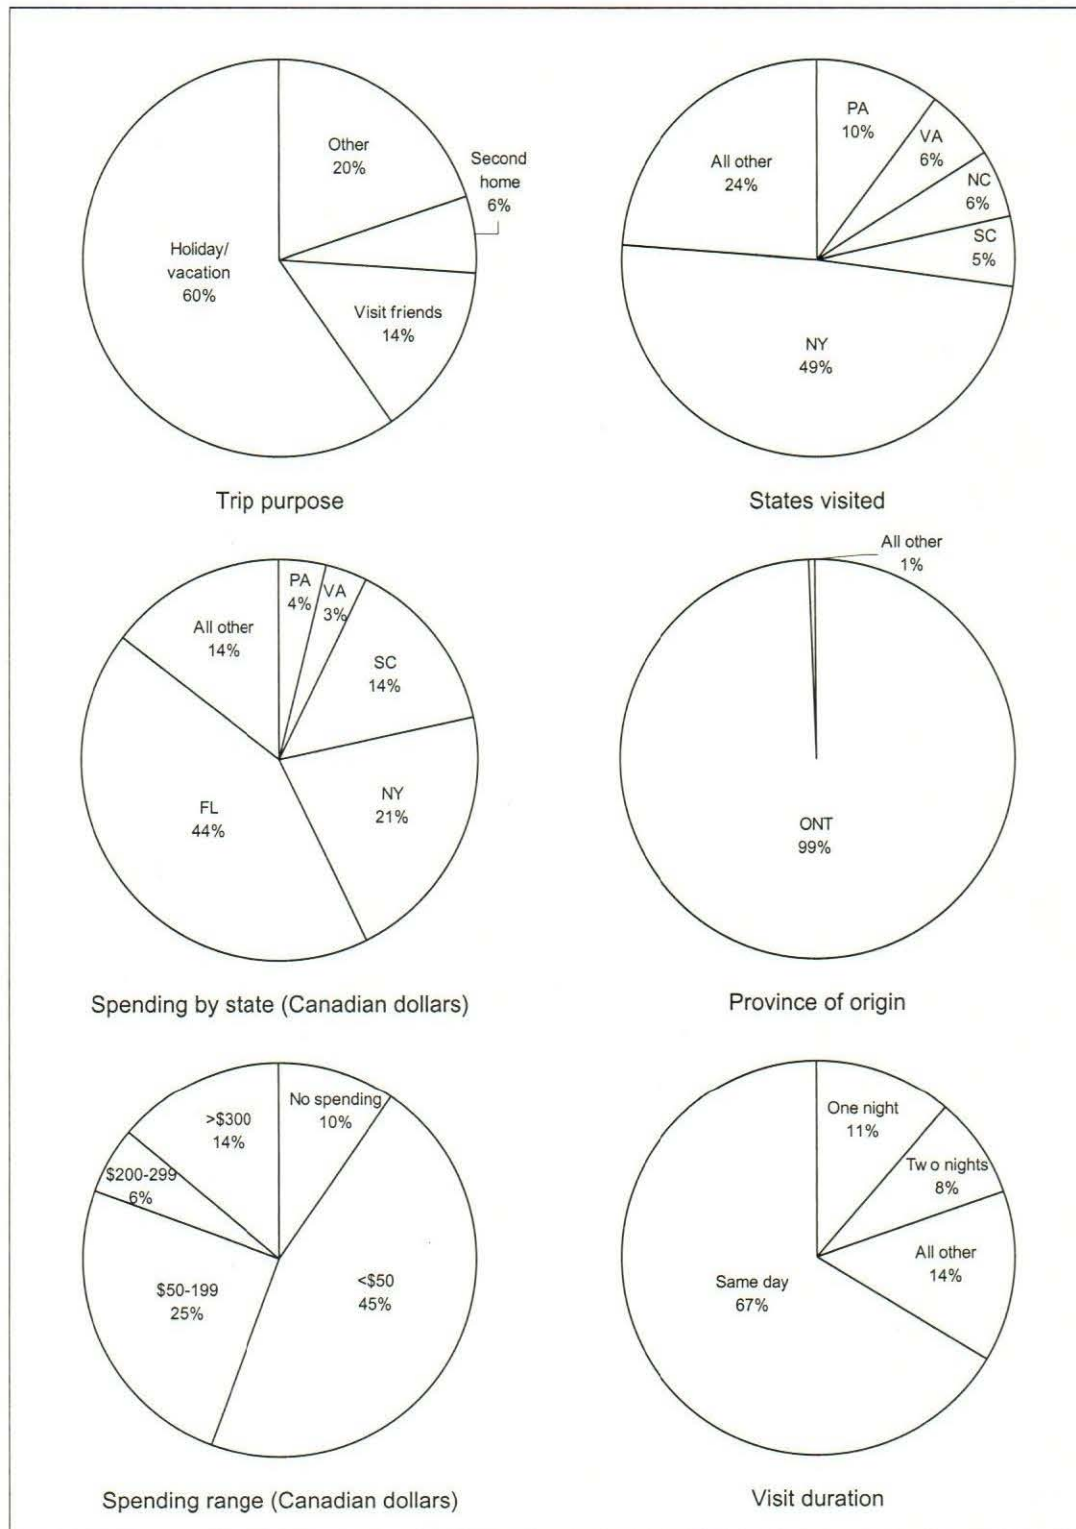 Other
20%
Second
home
6%
Holiday/
vacation
60%
Visit friends
14%
Trip purpose
PA
10%
VA
6%
NC
6%
SC
5%
All other
24%
NY
49%
States visited
PA
4%
VA
3%
All other
14%
SC
14%
NY
21%
FL
44%
Spending by state (Canadian dollars)
All other
1%
ONT
99%
Province of origin
No spending
10%
>$300
14%
$200-299
6%
$50-199
25%
<$50
45%
Spending range (Canadian dollars)
One night
11%
Two nights
8%
All other
14%
Same day
67%
Visit duration